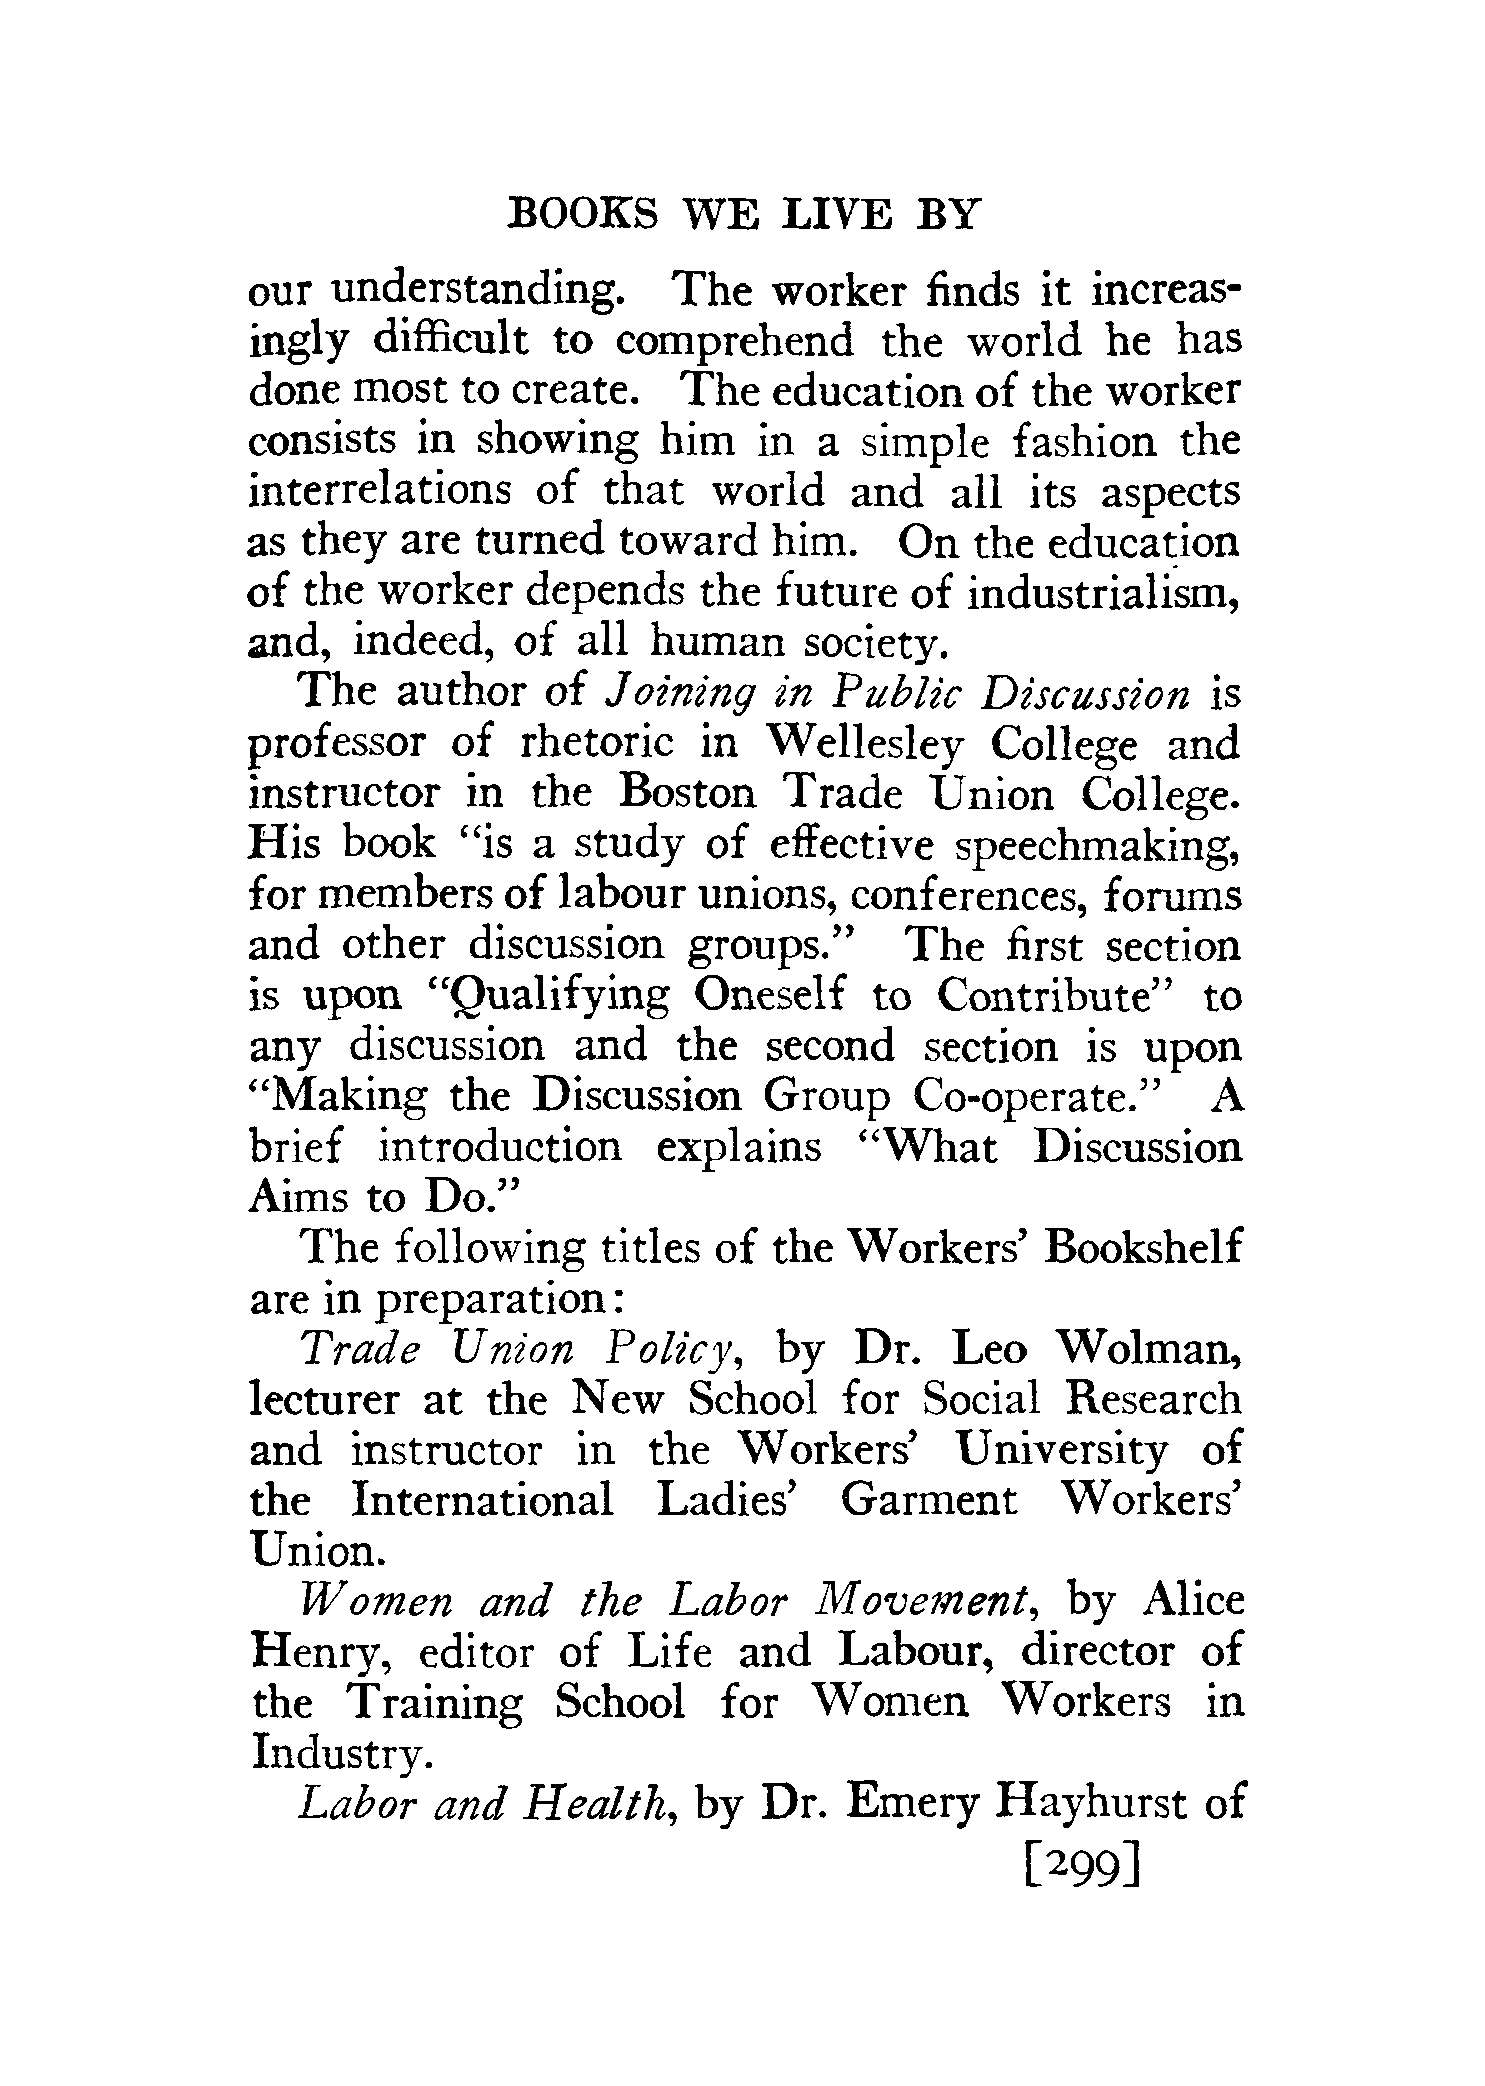 BOOKS WE LIVE BY
our understanding. The worker finds it increas-
ingly difficult to comprehend the world he has
done most to create. The education of the worker
consists in showing him in a simple fashion the
interrelations of that world and all its aspects
as they are turned toward him. On the education
of the worker depends the future of industrialism,
and, indeed, of all human society.
The author of Joining in Public Discussion is
professor of rhetoric in Wellesley College and
instructor in the Boston Trade Union College.
His book “is a study of effective speechmaking,
for members of labour unions, conferences, forums
and other discussion groups.” The first section
is upon “Qualifying Oneself to Contribute” to
any discussion and the second section is upon
“Making the Discussion Group Co-operate.” A
brief introduction explains “What Discussion
Aims to Do.”
The following titles of the Workers’ Bookshelf
are in preparation:
Trade Union Policy, by Dr. Leo Wolman,
lecturer at the New School for Social Research
and instructor in the Workers’ University of
the International Ladies’ Garment Workers’
Union.
Women and the Labor Movement, by Alice
Henry, editor of Life and Labour, director of
the Training School for Women Workers in
Industry.
Labor and Health, by Dr. Emery Hayhurst of
[299]